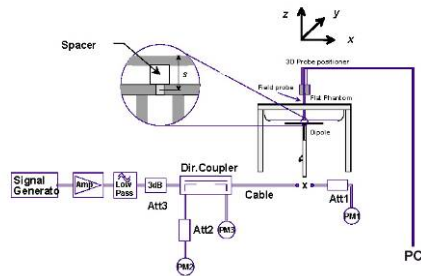 z
y
x
Spacer
s
3D Probe positioner
Field probe
Flat Phantom
Dipole
Dir.Coupler
Signal
Generato
Amp
Low
Pass
3dB
Att3
Cable
x
Att1
Att2
PM3
PM1
PM2
PC